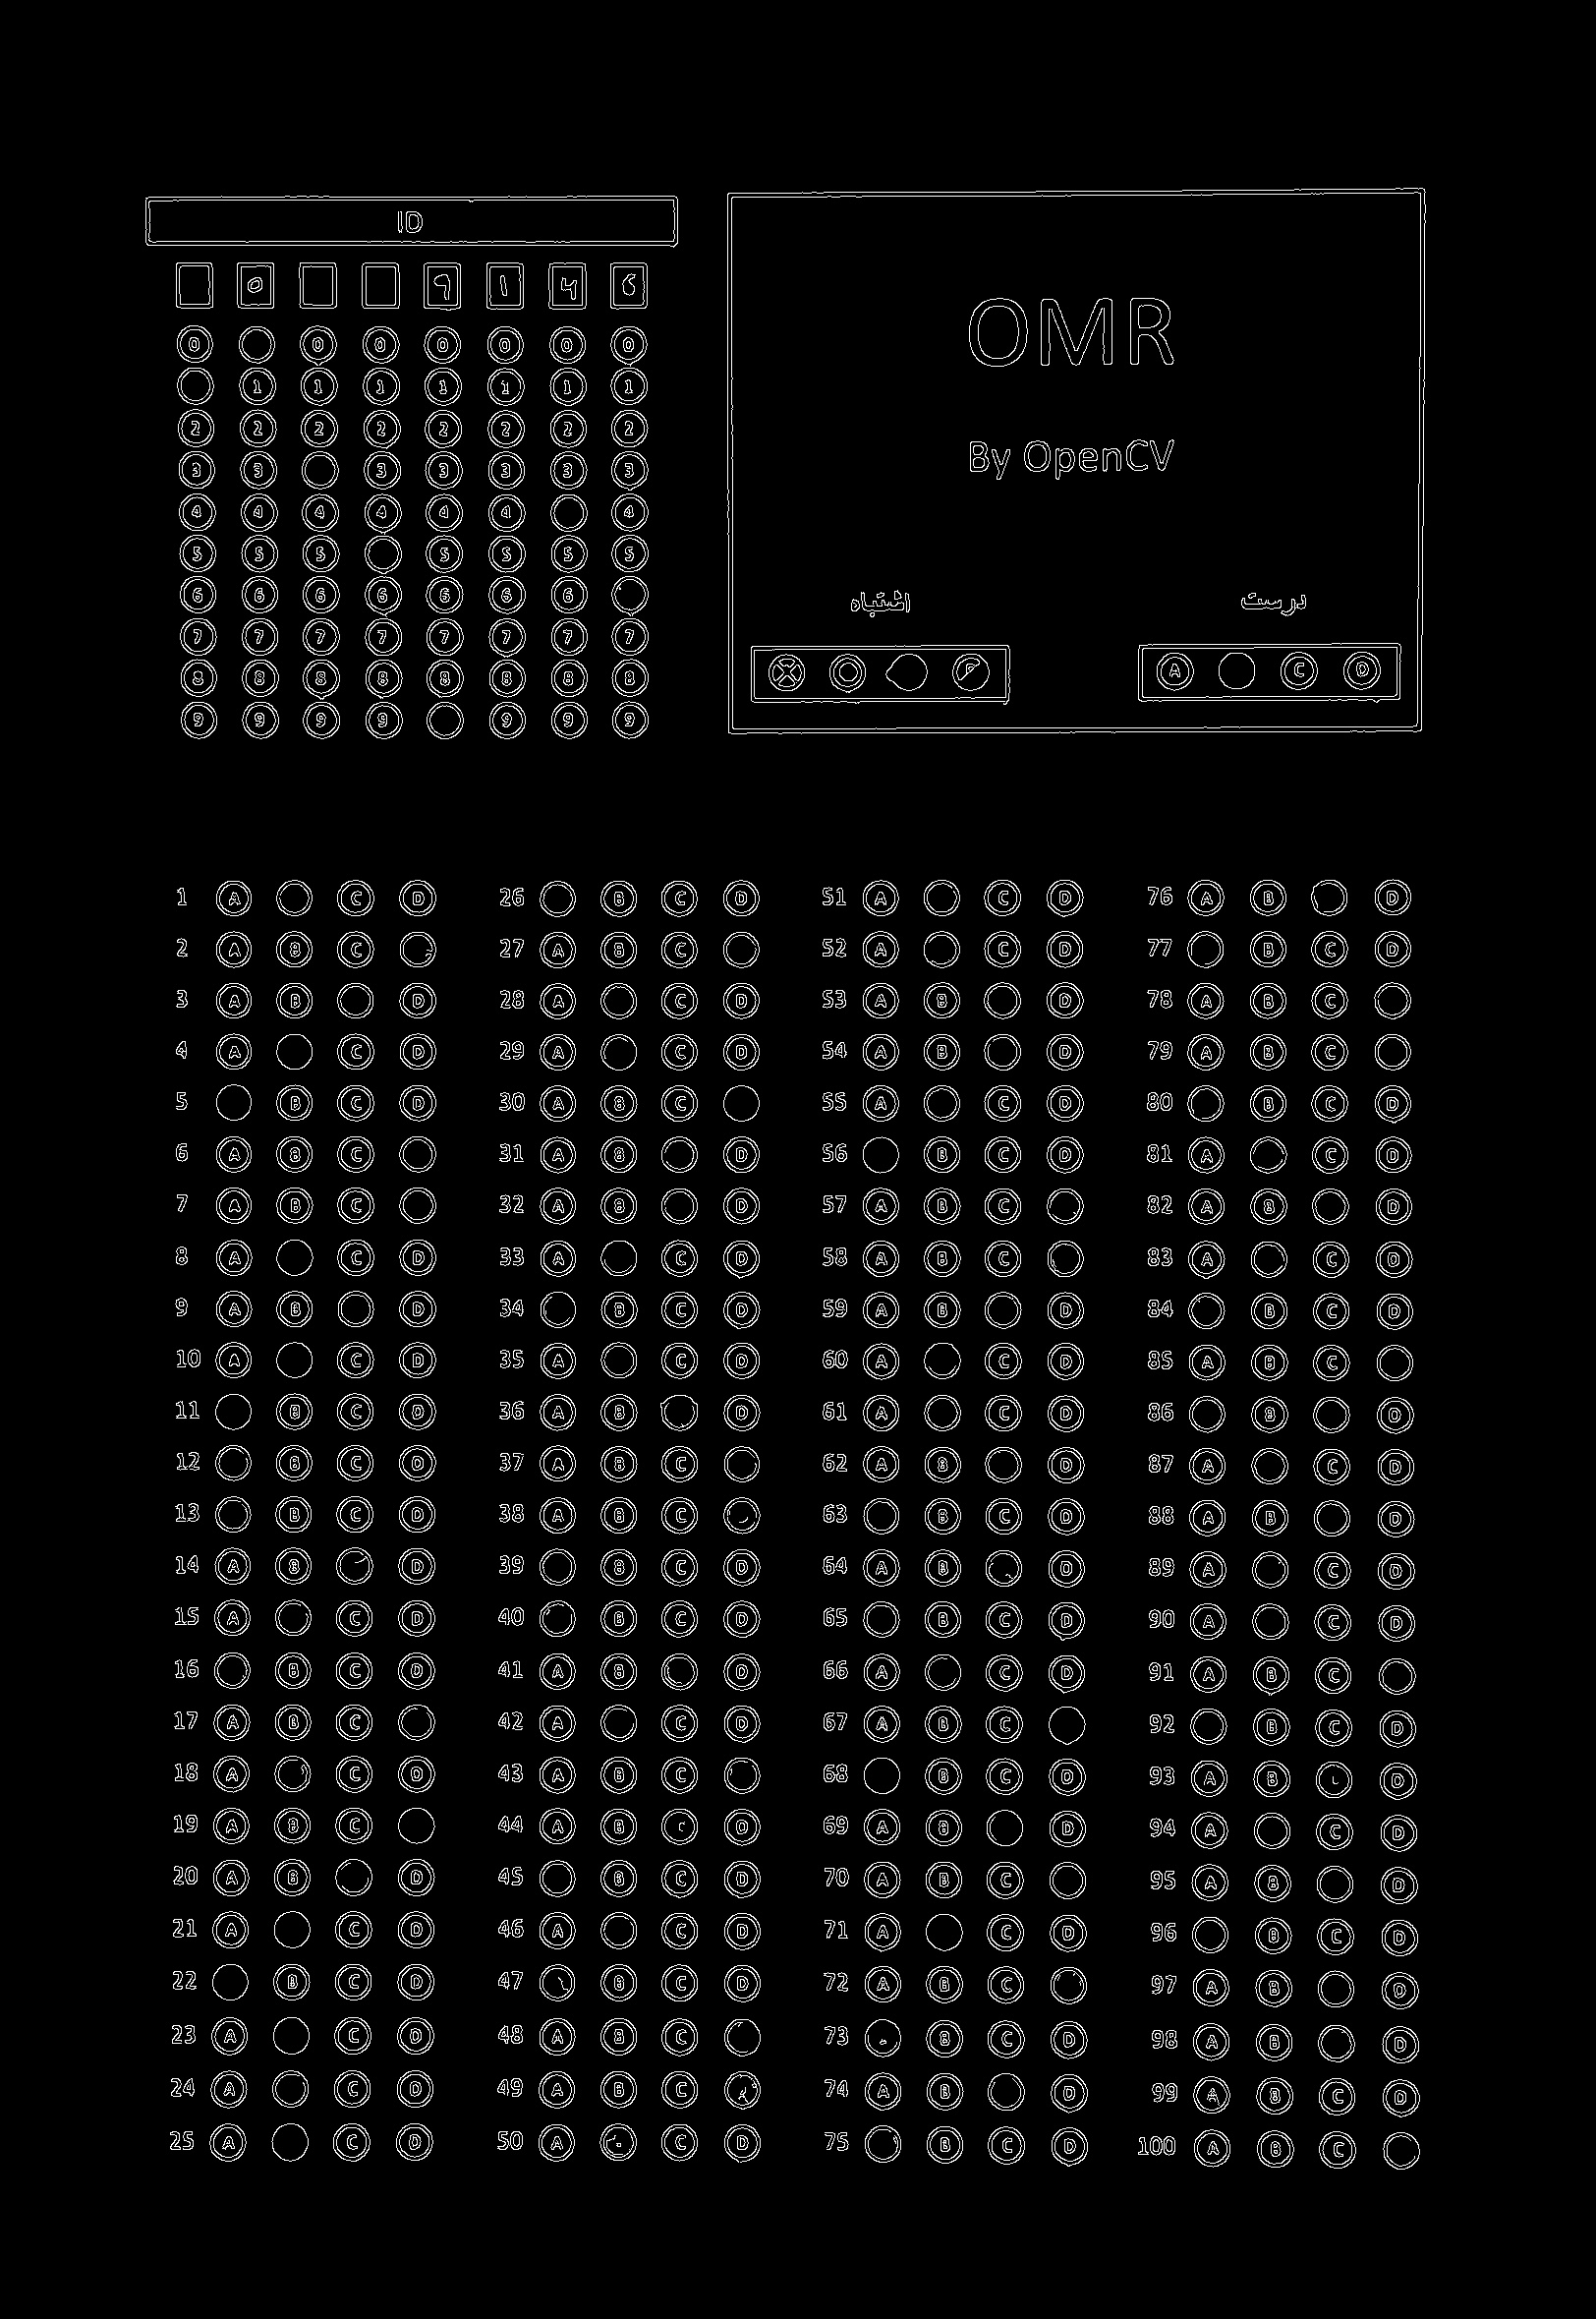 ID
0 9 1 4 6
0 0 0 0 0 0 0
1 1 1 1 1 1 1
2 2 2 2 2 2 2 2
3 3 3 3 3 3 3
4 4 4 4 4 4 4
5 5 5 5 5 5 5
6 6 6 6 6 6 6
7 7 7 7 7 7 7 7
8 8 8 8 8 8 8 8
9 9 9 9 9 9 9
OMR
By OpenCV
درست
اشتباه
A C D
1 A C D
2 A B C
3 A B D
4 A C D
5 B C D
6 A B C
7 A B C
8 A C D
9 A B D
10 A C D
11 B C D
12 B C D
13 B C D
14 A B D
15 A C D
16 B C D
17 A B C
18 A C D
19 A B C
20 A B D
21 A C D
22 B C D
23 A C D
24 A C D
25 A C D
26 B C D
27 A B C
28 A C D
29 A C D
30 A B C
31 A B D
32 A B D
33 A C D
34 B C D
35 A C D
36 A B D
37 A B C
38 A B C
39 B C D
40 B C D
41 A B D
42 A C D
43 A B C
44 A B D
45 B C D
46 A C D
47 B C D
48 A B C
49 A B C
50 A C D
51 A C D
52 A C D
53 A B D
54 A B D
55 A C D
56 B C D
57 A B C
58 A B C
59 A B D
60 A C D
61 A C D
62 A B D
63 B C D
64 A B D
65 B C D
66 A C D
67 A B C
68 B C D
69 A B D
70 A B C
71 A C D
72 A B C
73 B C D
74 A B D
75 B C D
76 A B D
77 B C D
78 A B C
79 A B C
80 B C D
81 A C D
82 A B D
83 A C D
84 B C D
85 A B C
86 B D
87 A C D
88 A B D
89 A C D
90 A C D
91 A B C
92 B C D
93 A B D
94 A C D
95 A B D
96 B C D
97 A B D
98 A B D
99 A B C D
100 A B C